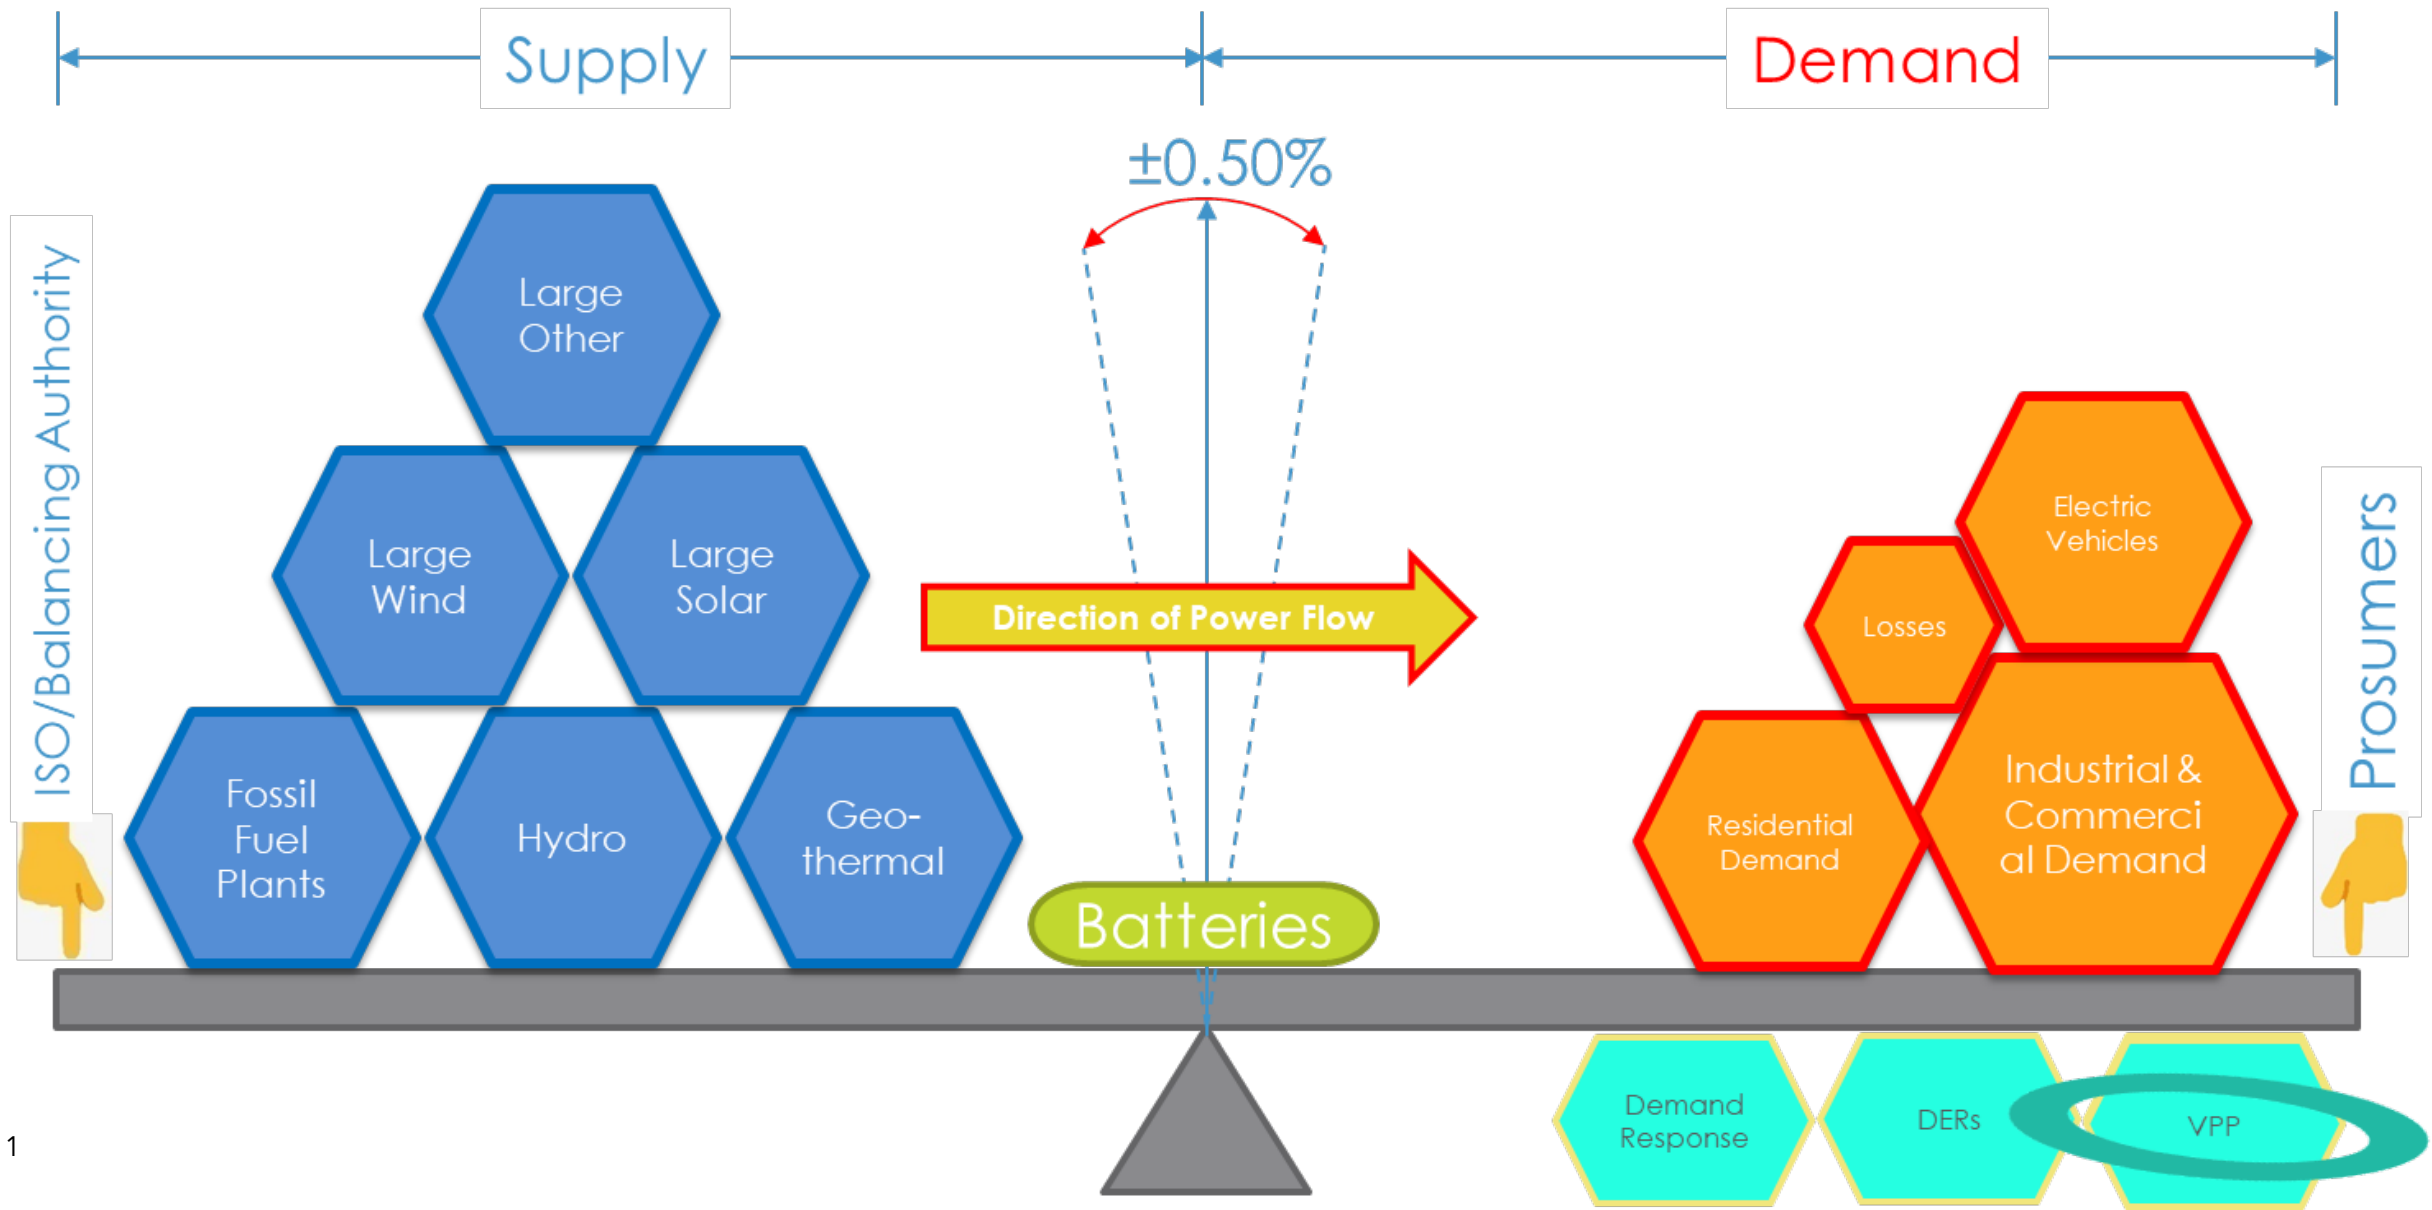 Supply
Demand
±0.50%
ISO/Balancing Authority
Large
Other
Large
Wind
Large
Solar
Fossil
Fuel
Plants
Hydro
Geo-
thermal
Direction of Power Flow
Batteries
Electric
Vehicles
Losses
Residential
Demand
Industrial &
Commerci
al Demand
Prosumers
Demand
Response
DERs
VPP
1